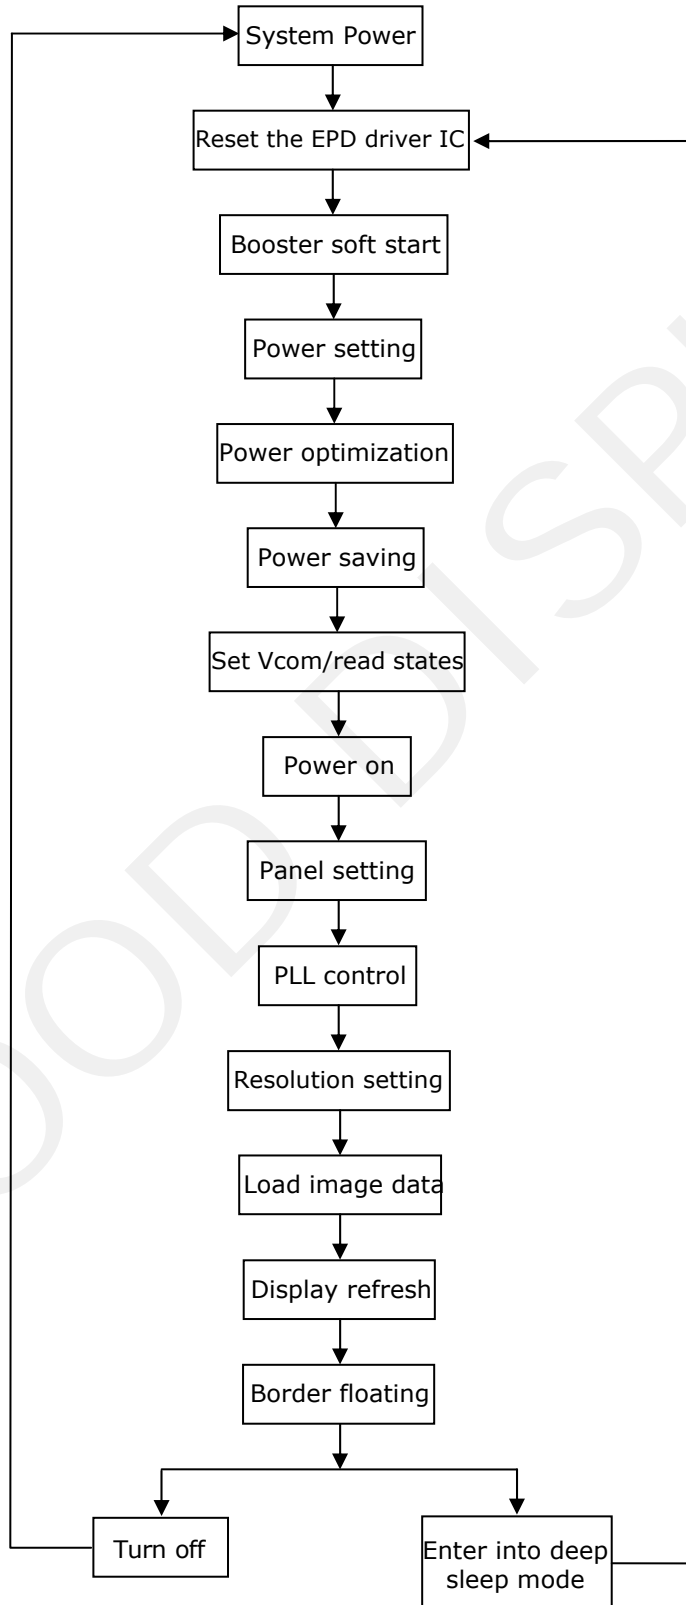 System Power
Reset the EPD driver IC
Booster soft start
Power setting
Power optimization
Power saving
Set Vcom/read states
Power on
Panel setting
PLL control
Resolution setting
Load image data
Display refresh
Border floating
Turn off
Enter into deep
sleep mode
OOD DISP